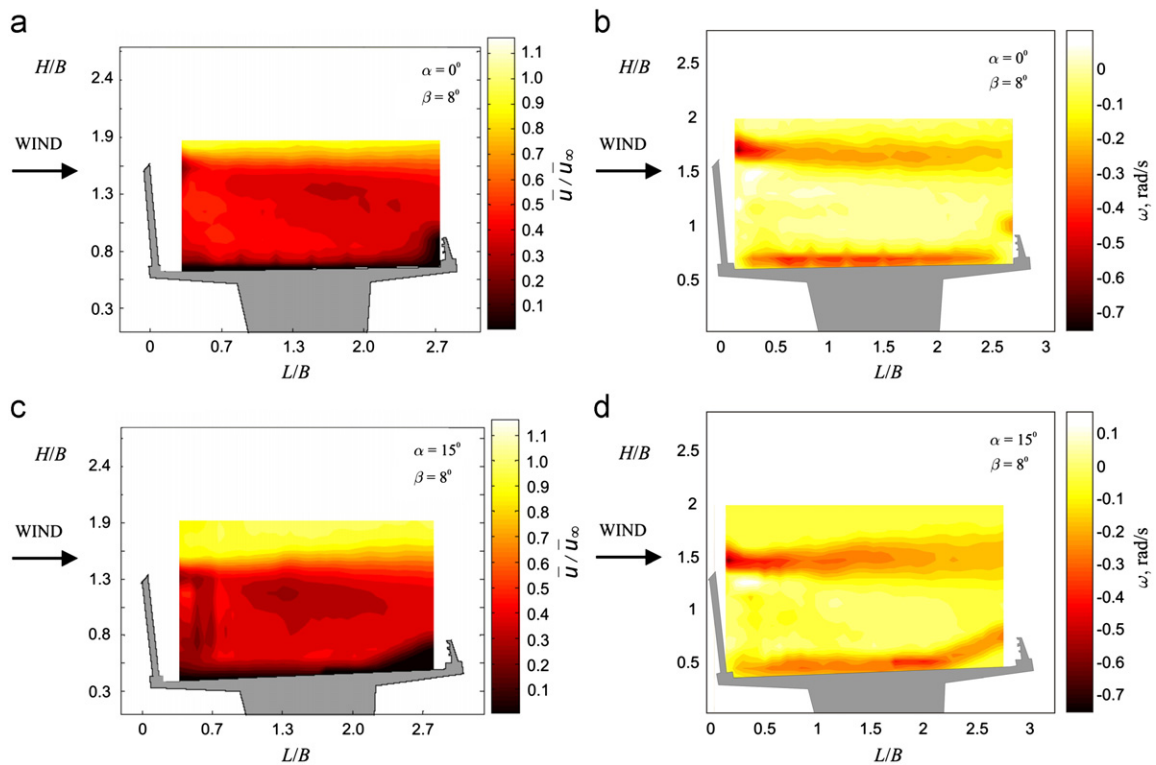 a
H/B
WIND
α = 0°
β = 8°
2.4
1.9
1.3
0.8
0.3
0
0.7
1.3
2.0
2.7
L/B
1.1
1.0
0.9
0.8
0.7
0.6
0.5
0.4
0.3
0.2
0.1
u̅ / u̅∞
b
H/B
WIND
α = 0°
β = 8°
2.5
2
1.5
1
0.5
0
0.5
1
1.5
2
2.5
3
L/B
0
-0.1
-0.2
-0.3
-0.4
-0.5
-0.6
-0.7
ω, rad/s
c
H/B
WIND
α = 15°
β = 8°
2.4
1.9
1.3
0.8
0.3
0
0.7
1.3
2.0
2.7
L/B
1.1
1.0
0.9
0.8
0.7
0.6
0.5
0.4
0.3
0.2
0.1
u̅ / u̅∞
d
H/B
WIND
α = 15°
β = 8°
2.5
2
1.5
1
0.5
0
0.5
1
1.5
2
2.5
3
L/B
0.1
0
-0.1
-0.2
-0.3
-0.4
-0.5
-0.6
-0.7
ω, rad/s